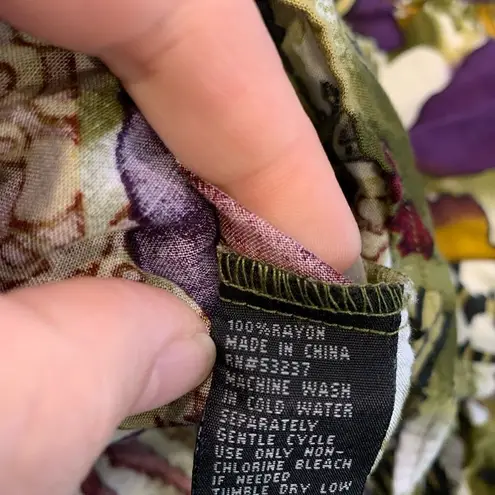 100%RAYON
MADE IN CHINA
RN#53237
MACHINE WASH
IN COLD WATER
SEPARATELY
GENTLE CYCLE
USE ONLY NON-
CHLORINE BLEACH
IF NEEDED
TUMBLE DRY LOW